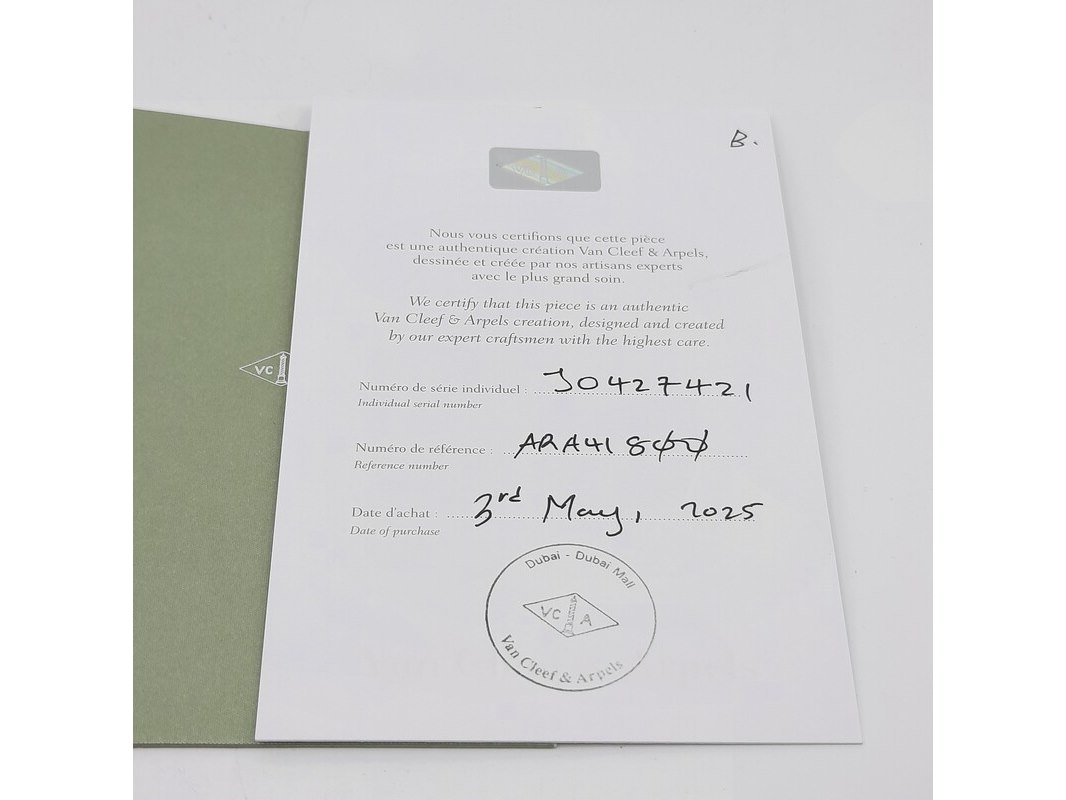 B.
Nous vous certifions que cette pièce
est une authentique création Van Cleef & Arpels,
dessinée et créée par nos artisans experts
avec le plus grand soin.
We certify that this piece is an authentic
Van Cleef & Arpels creation, designed and created
by our expert craftsmen with the highest care.
Numéro de série individuel : JO427421
Individual serial number
Numéro de référence : ARA41800
Reference number
Date d'achat : 3rd May, 2025
Date of purchase
Dubai - Dubai Mall
VC A
Van Cleef & Arpels
VC